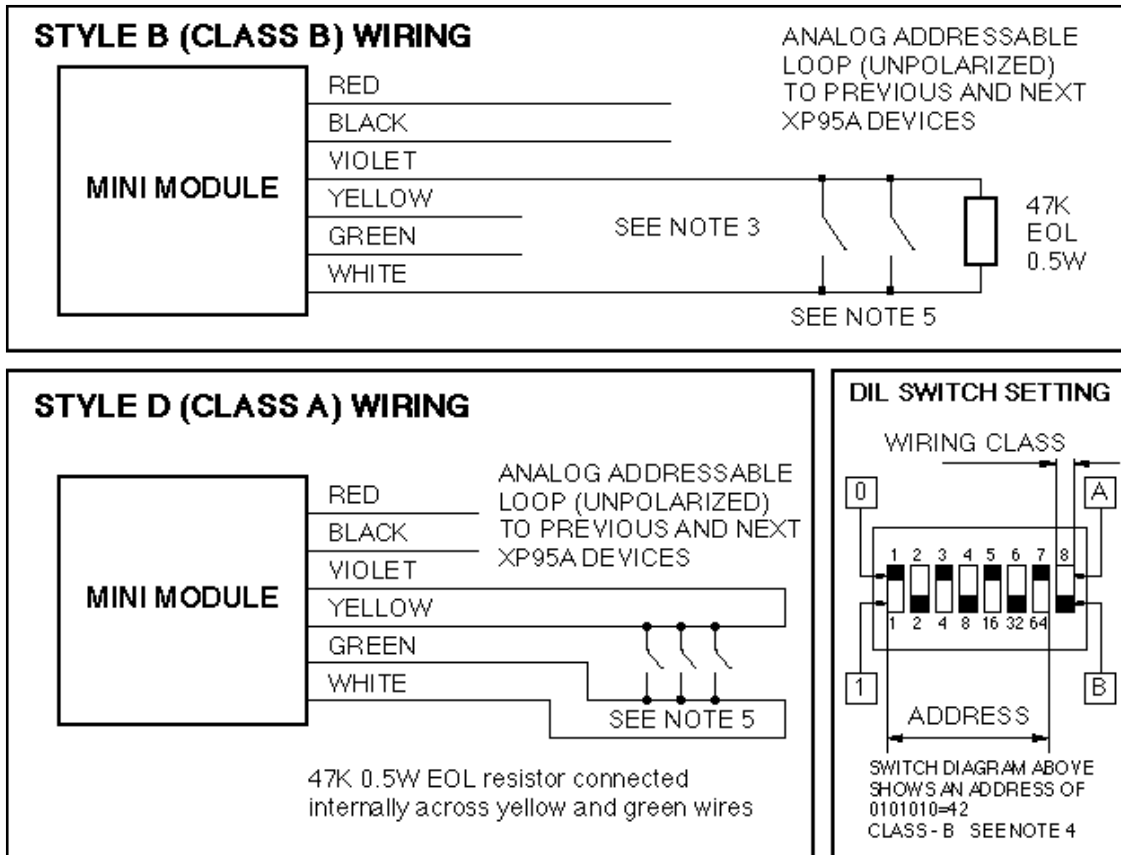 STYLE B (CLASS B) WIRING
ANALOG ADDRESSABLE
LOOP (UNPOLARIZED)
TO PREVIOUS AND NEXT
XP95A DEVICES
MINI MODULE
RED
BLACK
VIOLET
YELLOW
GREEN
WHITE
SEE NOTE 3
47K
EOL
0.5W
SEE NOTE 5
STYLE D (CLASS A) WIRING
ANALOG ADDRESSABLE
LOOP (UNPOLARIZED)
TO PREVIOUS AND NEXT
XP95A DEVICES
MINI MODULE
RED
BLACK
VIOLET
YELLOW
GREEN
WHITE
SEE NOTE 5
47K 0.5W EOL resistor connected
internally across yellow and green wires
DIL SWITCH SETTING
WIRING CLASS
0
A
1 2 3 4 5 6 7 8
1 2 4 8 16 32 64
1
B
ADDRESS
SWITCH DIAGRAM ABOVE
SHOWS AN ADDRESS OF
0101010=42
CLASS - B SEE NOTE 4